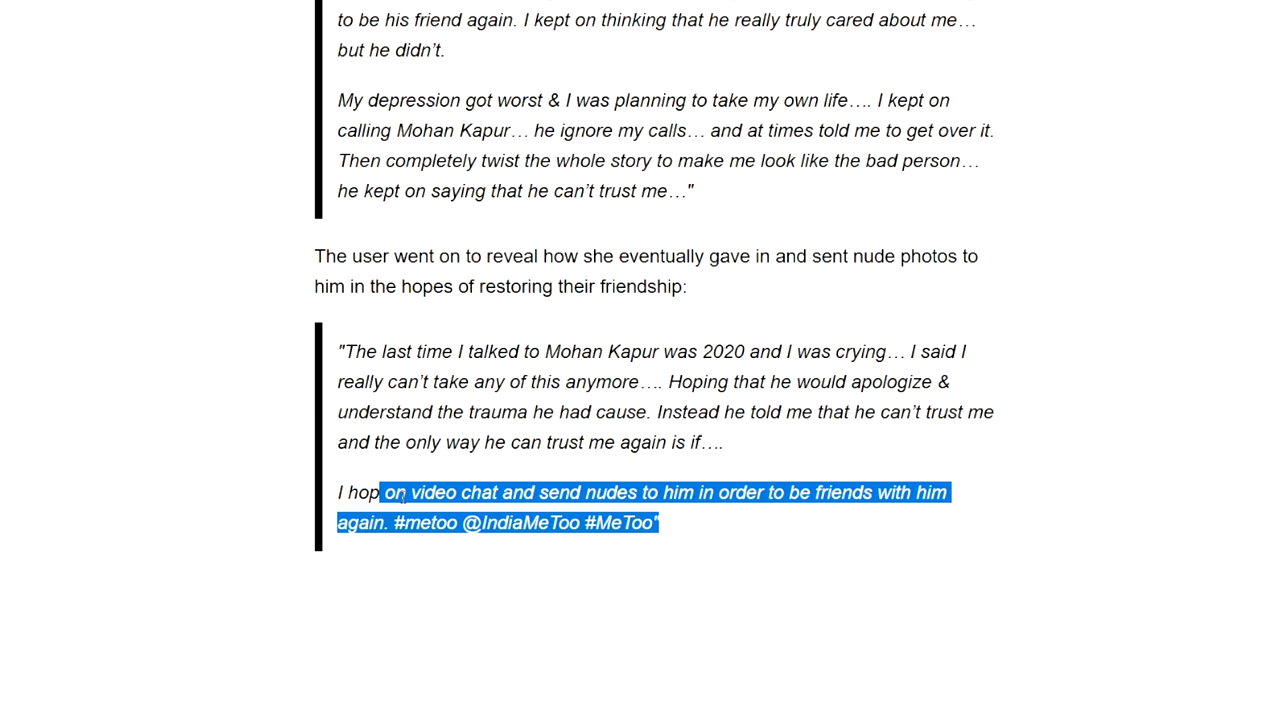 to be his friend again. I kept on thinking that he really truly cared about me…
but he didn't.
My depression got worst & I was planning to take my own life…. I kept on
calling Mohan Kapur… he ignore my calls… and at times told me to get over it.
Then completely twist the whole story to make me look like the bad person…
he kept on saying that he can't trust me…"
The user went on to reveal how she eventually gave in and sent nude photos to
him in the hopes of restoring their friendship:
"The last time I talked to Mohan Kapur was 2020 and I was crying… I said I
really can't take any of this anymore…. Hoping that he would apologize &
understand the trauma he had cause. Instead he told me that he can't trust me
and the only way he can trust me again is if….
I hop on video chat and send nudes to him in order to be friends with him
again. #metoo @IndiaMeToo #MeToo"